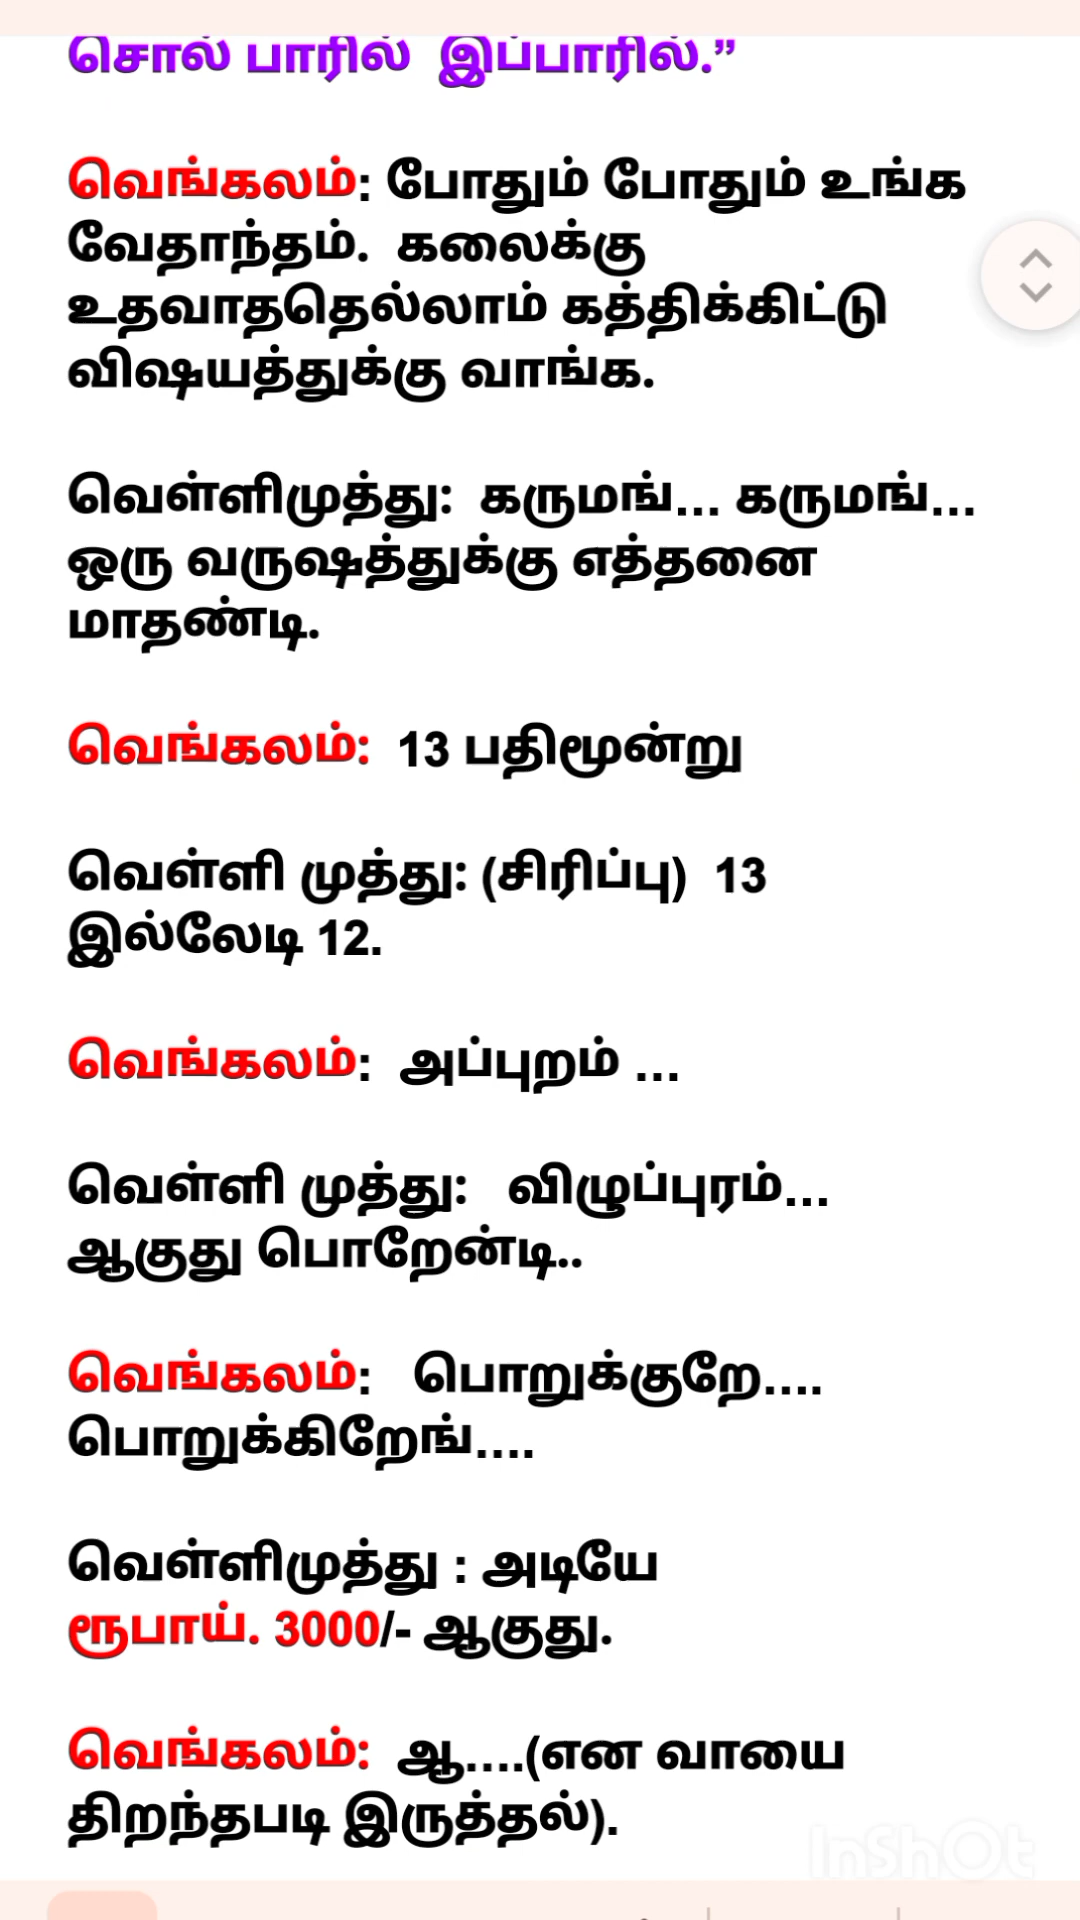 சொல் பாரில்  இப்பாரில்.”
வெங்கலம்: போதும் போதும் உங்க
வேதாந்தம்.  கலைக்கு
உதவாததெல்லாம் கத்திக்கிட்டு
விஷயத்துக்கு வாங்க.
வெள்ளிமுத்து:  கருமங்... கருமங்...
ஒரு வருஷத்துக்கு எத்தனை
மாதண்டி.
வெங்கலம்:  13 பதிமூன்று
வெள்ளி முத்து: (சிரிப்பு)  13
இல்லேடி 12.
வெங்கலம்:  அப்புறம் ...
வெள்ளி முத்து:   விழுப்புரம்...
ஆகுது பொறேன்டி..
வெங்கலம்:   பொறுக்குறே....
பொறுக்கிறேங்....
வெள்ளிமுத்து : அடியே
ரூபாய். 3000/- ஆகுது.
வெங்கலம்:  ஆ....(என வாயை
திறந்தபடி இருத்தல்).
InShOt